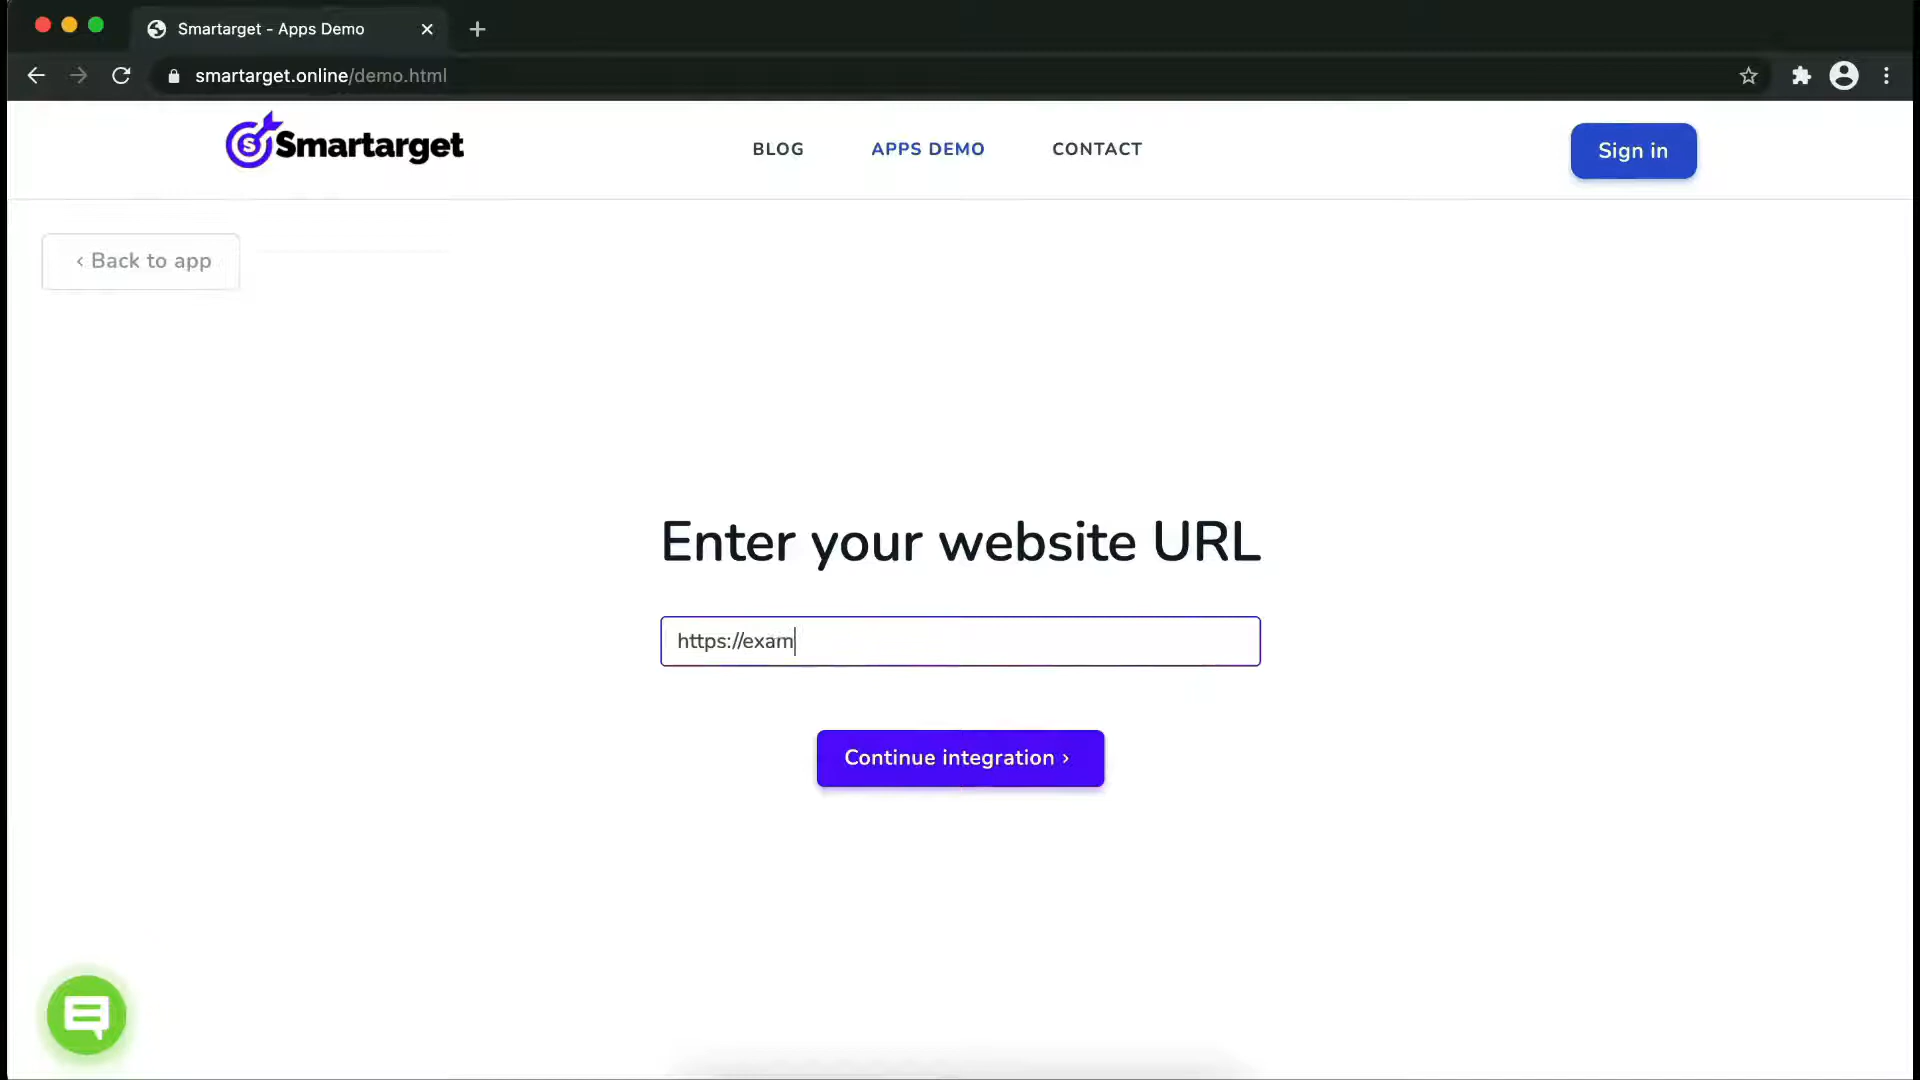 Smartarget - Apps Demo
smartarget.online/demo.html
Smartarget
BLOG
APPS DEMO
CONTACT
Sign in
‹ Back to app
Enter your website URL
https://exam
Continue integration ›